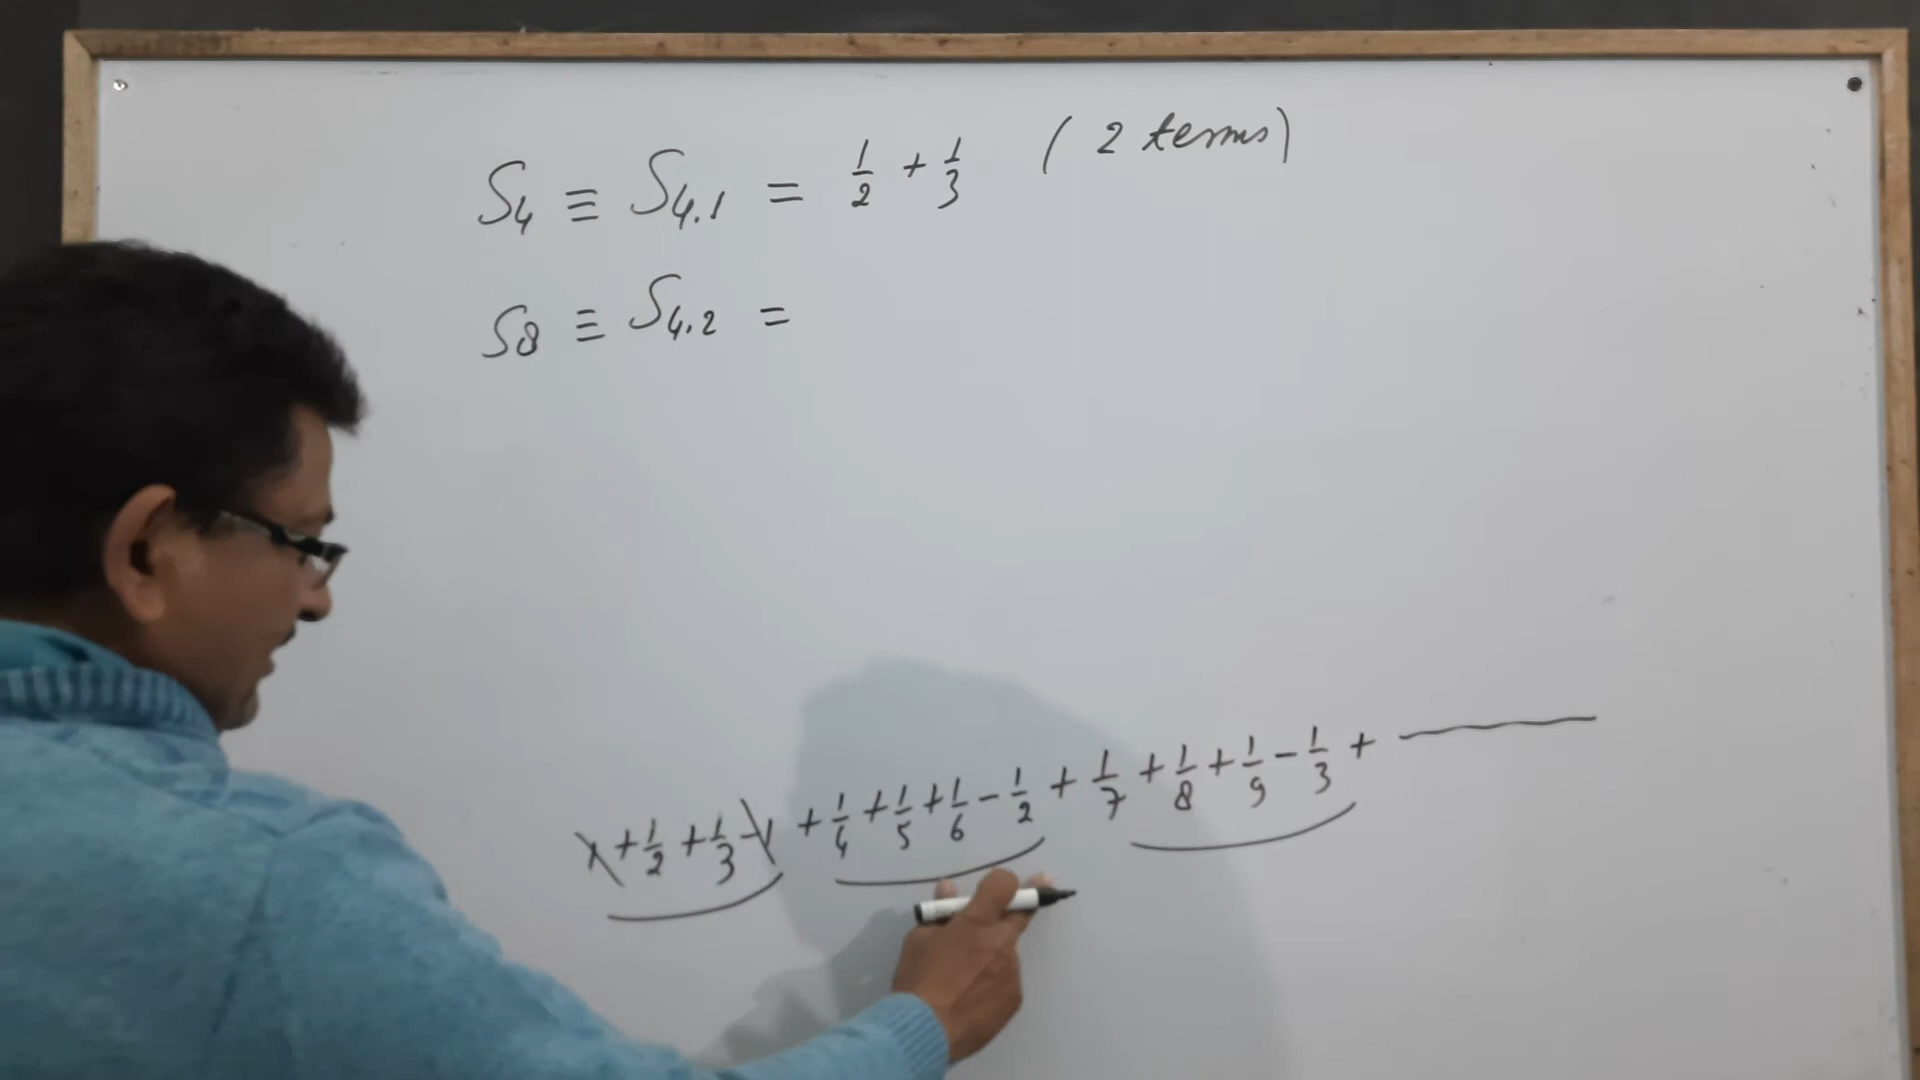 S₄ ≡ S₄.₁ = 1/2 + 1/3 ( 2 terms)
S₈ ≡ S₄.₂ =
1 + 1/2 + 1/3 - 1 + 1/4 + 1/5 + 1/6 - 1/2 + 1/7 + 1/8 + 1/9 - 1/3 +